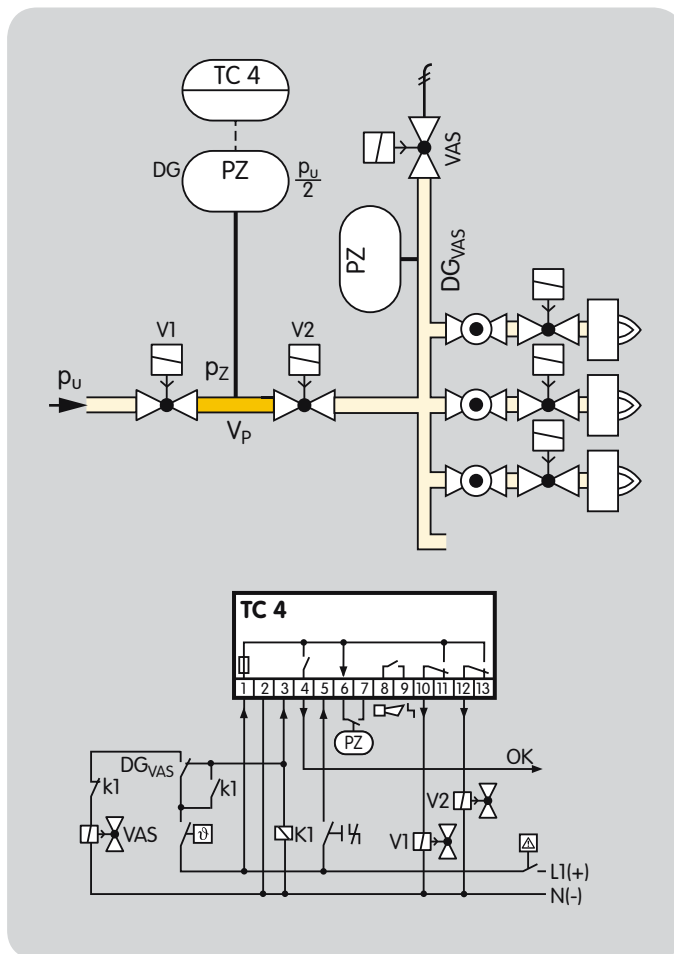 TC 4
DG
PZ
pu/2
VAS
PZ
DGVAS
V1
V2
pu
pZ
VP
TC 4
1 2 3 4 5 6 7 8 9 10 11 12 13
PZ
OK
DGVAS
k1
k1
V2
VAS
ϑ
K1
V1
L1(+)
N(-)